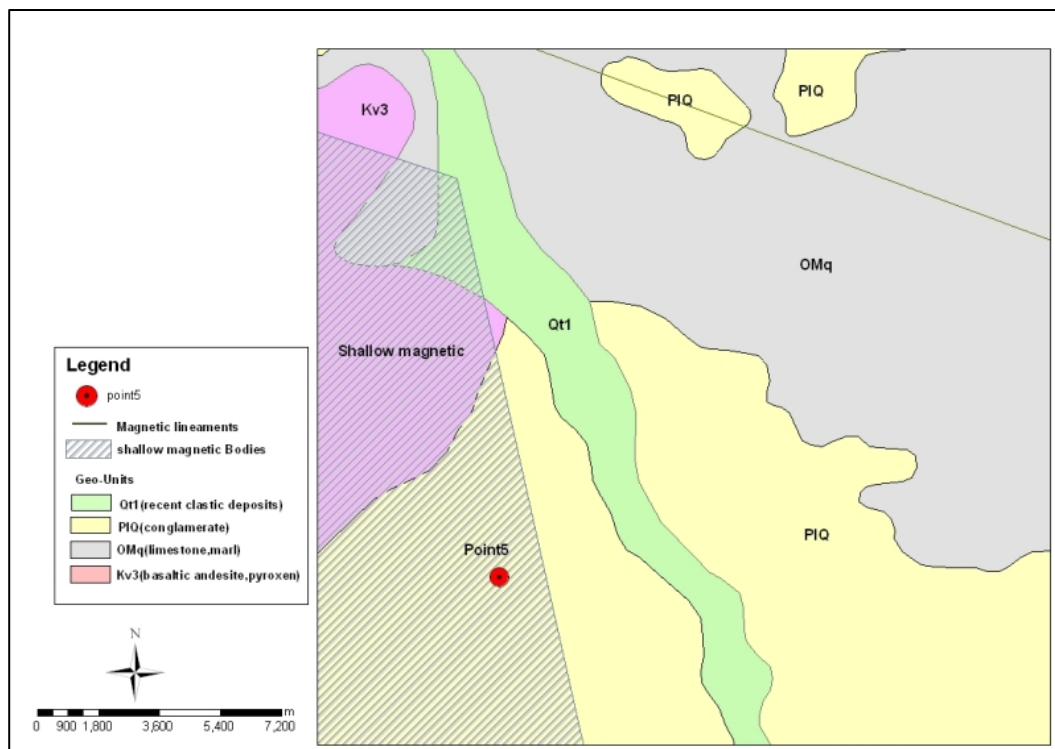 Kv3
PlQ
PlQ
OMq
Qt1
Shallow magnetic
Point5
PlQ
Legend
point5
Magnetic lineaments
shallow magnetic Bodies
Geo-Units
Qt1(recent clastic deposits)
PlQ(conglamerate)
OMq(limestone,marl)
Kv3(basaltic andesite,pyroxen)
N
m
0 900 1,800 3,600 5,400 7,200